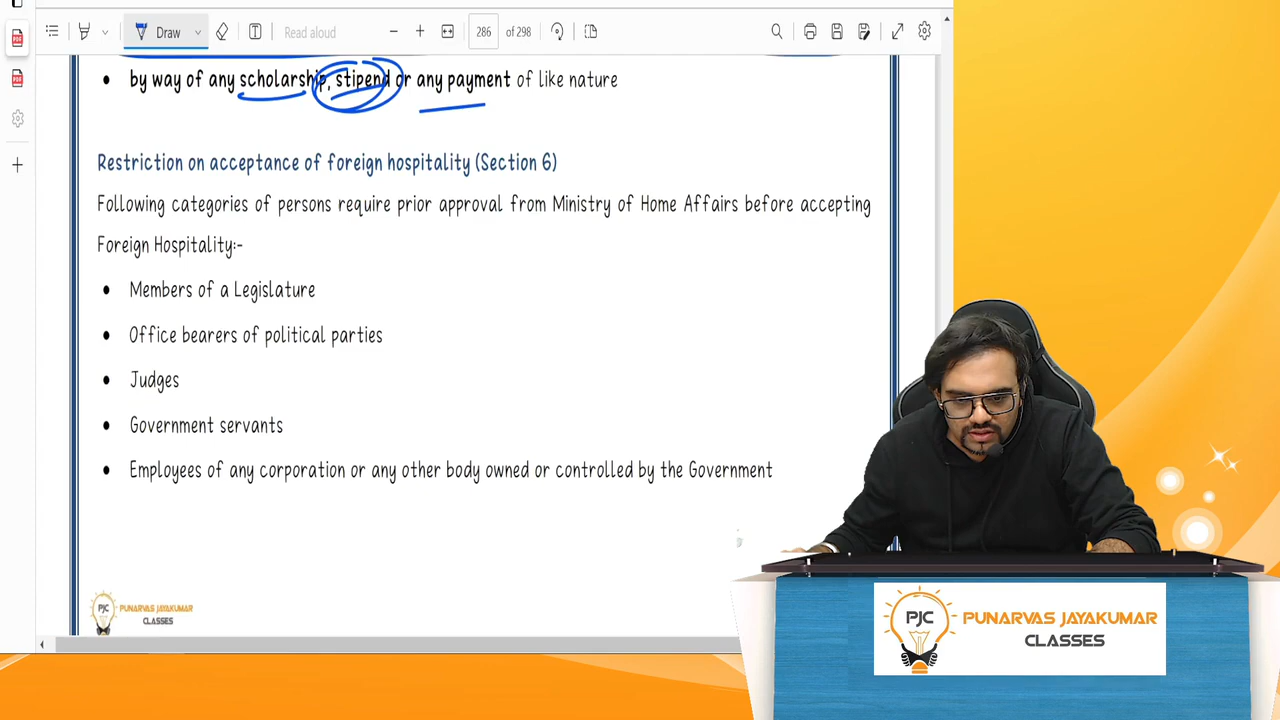 Draw
Read aloud
286
of 298
by way of any scholarship, stipend or any payment of like nature
Restriction on acceptance of foreign hospitality (Section 6)
Following categories of persons require prior approval from Ministry of Home Affairs before accepting
Foreign Hospitality:-
• Members of a Legislature
• Office bearers of political parties
• Judges
• Government servants
• Employees of any corporation or any other body owned or controlled by the Government
PJC
PUNARVAS JAYAKUMAR
CLASSES
PJC
PUNARVAS JAYAKUMAR
CLASSES